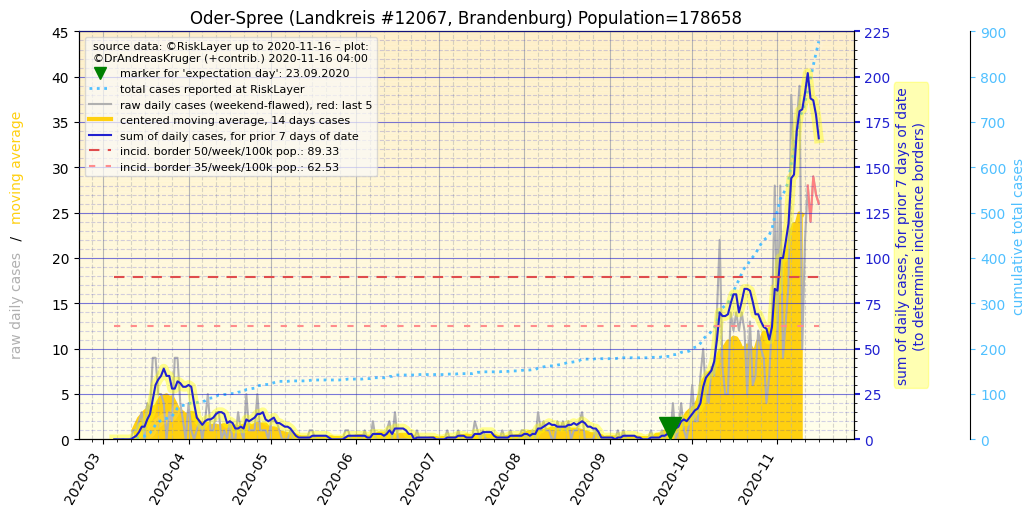 Oder-Spree (Landkreis #12067, Brandenburg) Population=178658
source data: ©RiskLayer up to 2020-11-16 – plot:
©DrAndreasKruger (+contrib.) 2020-11-16 04:00
marker for 'expectation day': 23.09.2020
total cases reported at RiskLayer
raw daily cases (weekend-flawed), red: last 5
centered moving average, 14 days cases
sum of daily cases, for prior 7 days of date
incid. border 50/week/100k pop.: 89.33
incid. border 35/week/100k pop.: 62.53
raw daily cases / moving average
45
40
35
30
25
20
15
10
5
0
2020-03
2020-04
2020-05
2020-06
2020-07
2020-08
2020-09
2020-10
2020-11
225
200
175
150
125
100
75
50
25
0
sum of daily cases, for prior 7 days of date
(to determine incidence borders)
900
800
700
600
500
400
300
200
100
0
cumulative total cases